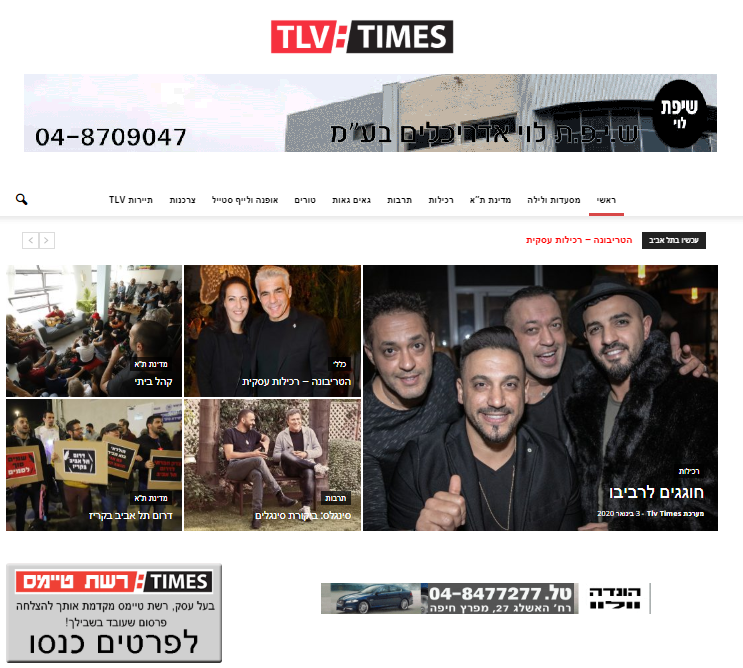 TLV:TIMES
שיפת
לוי
ש.י.פ.ת לוי אדריכלים בע"מ
04-8709047
ראשי
מסעדות ולילה
מדינת ת"א
רכילות
תרבות
גאים גאות
טורים
אופנה ולייף סטייל
צרכנות
תיירות TLV
עכשיו בתל אביב
הטריבונה – רכילות עסקית
רכילות
חוגגים לרביבו
מערכת Tlv Times - 3 בינואר 2020
כללי
הטריבונה – רכילות עסקית
מדינת ת"א
קהל ביתי
תרבות
סינגלס: ביקורת סינגלים
מדינת ת"א
דרום תל אביב בקריז
דרום
תל אביב
בקריז
הונדה
טל. 04-8477277
רח' האשלג 27, מפרץ חיפה
רשת טיימס :TIMES
בעל עסק, רשת טיימס מקדמת אותך להצלחה
פרסום שעובד בשבילך!
לפרטים כנסו